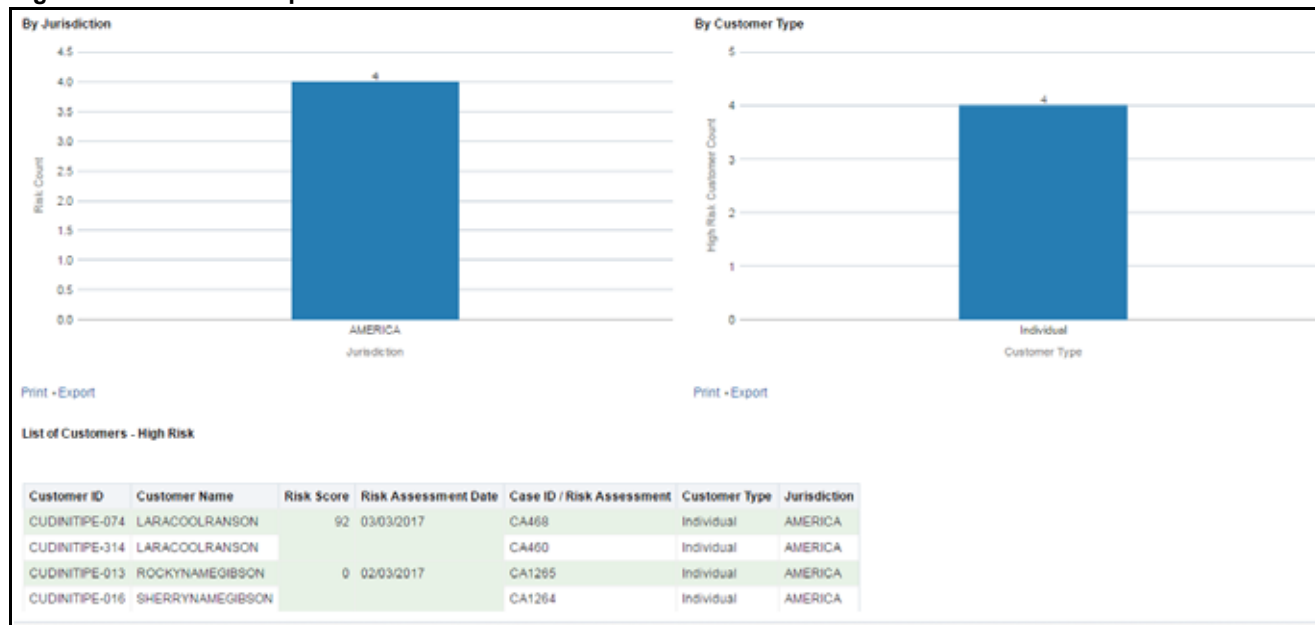 By Jurisdiction
4.5
4.0
3.5
3.0
2.5
2.0
1.5
1.0
0.5
0.0
Risk Count
4
AMERICA
Jurisdiction
By Customer Type
5
4
3
2
1
0
High Risk Customer Count
4
Individual
Customer Type
Print - Export
Print - Export
List of Customers - High Risk
Customer ID Customer Name Risk Score Risk Assessment Date Case ID / Risk Assessment Customer Type Jurisdiction
CUDINITIPE-074 LARACOOLRANSON 92 03/03/2017 CA468 Individual AMERICA
CUDINITIPE-314 LARACOOLRANSON CA460 Individual AMERICA
CUDINITIPE-013 ROCKYNAMEGIBSON 0 02/03/2017 CA1265 Individual AMERICA
CUDINITIPE-016 SHERRYNAMEGIBSON CA1264 Individual AMERICA